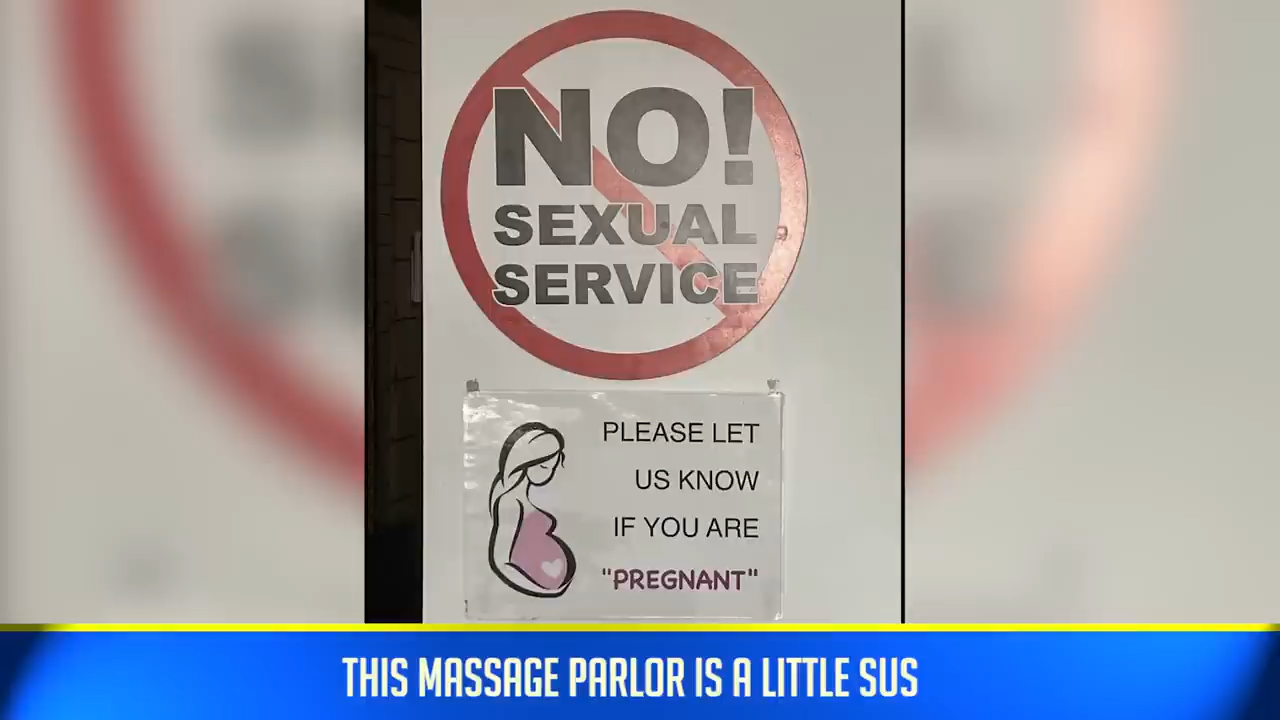 NO!
SEXUAL
SERVICE
PLEASE LET
US KNOW
IF YOU ARE
"PREGNANT"
THIS MASSAGE PARLOR IS A LITTLE SUS